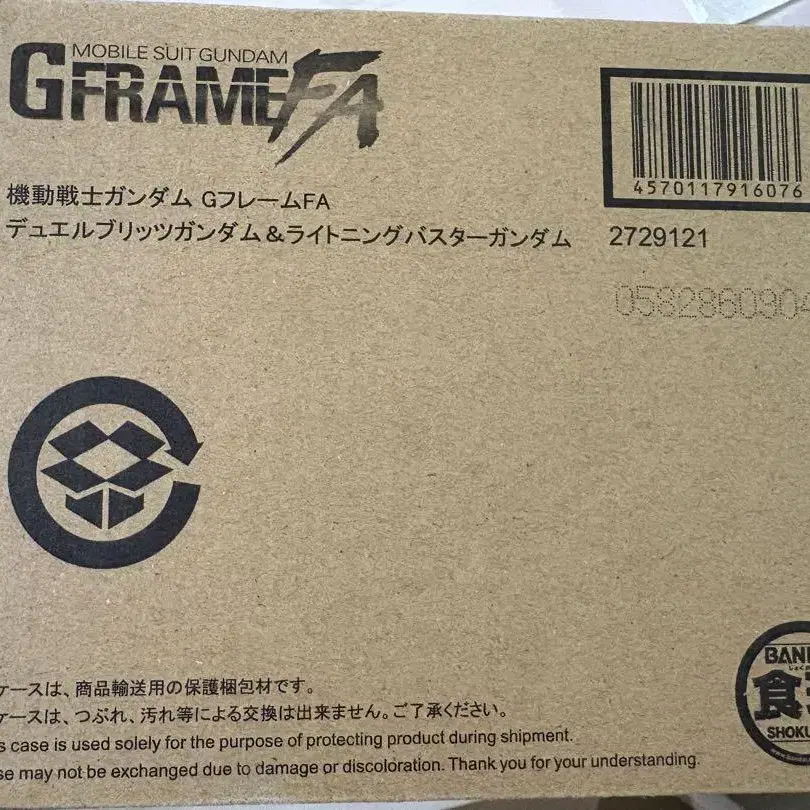 MOBILE SUIT GUNDAM
GFRAMEFA
4570117916076
機動戦士ガンダム GフレームFA
デュエルブリッツガンダム&ライトニングバスターガンダム 2729121
0582860904
ケースは、商品輸送用の保護梱包材です。
ケースは、つぶれ、汚れ等による交換は出来ません。ご了承ください。
s case is used solely for the purpose of protecting product during shipment.
se may not be exchanged due to damage or discoloration. Thank you for your understanding.
BAND
食
SHOKU